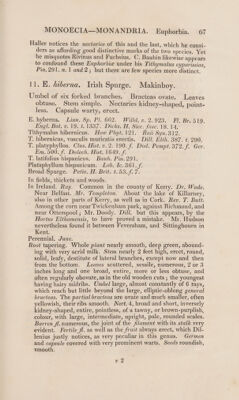 MONOECIA—MONANDRIA. Euphorbia. 67
Haller notices the nectaries of this and the last, which he consi-
ders as affording good distinctive marks of the two species. Yet
he misquotes Rivinus and Fuchsius. C. Bauhin likewise appears
to confound these Euphorbiæ under his Tithymalus cyparissias,
Pin. 291. n. 1 and 2; but there are few species more distinct.
11. E. hiberna. Irish Spurge. Makinboy.
Umbel of six forked branches. Bracteas ovate. Leaves
obtuse. Stem simple. Nectaries kidney-shaped, point-
less. Capsule warty, erect.
E. hyberna. Linn. Sp. Pl. 662. Willd. v. 2. 923. Fl. Br. 519.
Engl. Bot. v. 19. t. 1337. Dicks. H. Sicc. fasc. 18. 14.
Tithymalus hibernicus. How Phyt. 121. Raii Syn. 312.
T. hibernicus, vasculis muricatis erectis. Dill. Elth. 387. t. 290.
T. platyphyllos. Clus. Hist. v. 2. 190. f. Dod. Pempt. 372. f. Ger.
Em. 500. f. Dalech. Hist. 1649. f.
T. latifolius hispanicus. Bauh. Pin. 291.
Platyphyllum hispanicum. Lob. Ic. 361. f.
Broad Spurge. Petiv. H. Brit. t. 53. f. 7.
In fields, thickets and woods.
In Ireland. Ray. Common in the county of Kerry. Dr. Wade.
Near Belfast. Mr. Templeton. About the lake of Killarney,
also in other parts of Kerry, as well as in Cork. Rev. T. Butt.
Among the corn near Twickenham park, against Richmond, and
near Ottenpool; Mr. Doody. Dill. but this appears, by the
Hortus Elthamensis, to have proved a mistake. Mr. Hudson
nevertheless found it between Feversham, and Sittingbourn in
Kent.
Perennial. June.
Root tapering. Whole plant nearly smooth, deep green, abound-
ing with very acrid milk. Stem nearly 2 feet high, erect, round,
solid, leafy, destitute of lateral branches, except now and then
from the bottom. Leaves scattered, sessile, numerous, 2 or 3
inches long and one broad, entire, more or less obtuse, and
often regularly obovate, as in the old wooden cuts; the youngest
having hairy midribs. Umbel large, almost constantly of 6 rays,
which reach but little beyond the large, elliptic-oblong general
bracteas. The partial bracteas are ovate and much smaller, often
yellowish, their ribs smooth. Nect. 4, broad and short, inversely
kidney-shaped, entire, pointless, of a tawny, or brown-purplish,
colour, with large, intermediate, upright, pale, rounded scales.
Barren fl. numerous, the joint of the filament with its stalk very
evident. Fertile fl. as well as the fruit always erect, which Dil-
lenius justly notices, as very peculiar in this genus. Germen
and capsule covered with very prominent warts. Seeds roundish,
smooth.
F 2